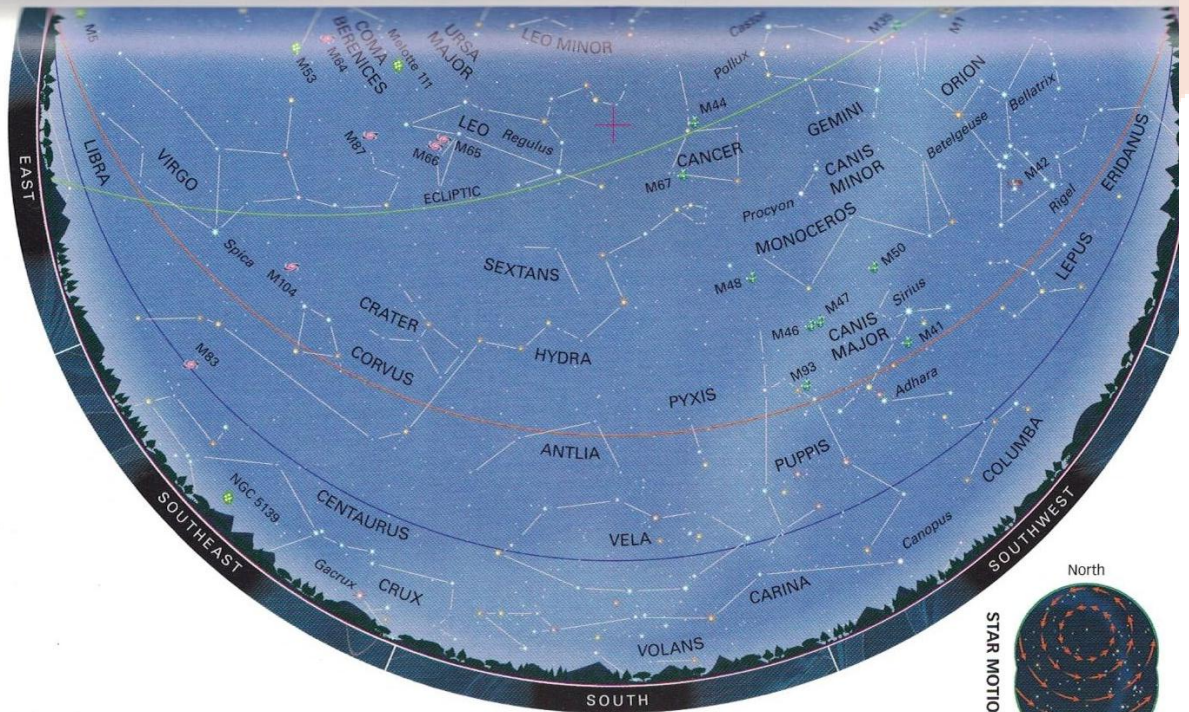 M5
M53
M64
COMA
BERENICES
Melotte 111
URSA
MAJOR
LEO MINOR
Castor
Pollux
M35
M1
ORION
Bellatrix
Betelgeuse
GEMINI
M44
CANCER
M67
LEO
Regulus
M65
M66
M87
ECLIPTIC
VIRGO
LIBRA
EAST
CANIS
MINOR
Procyon
MONOCEROS
M42
Rigel
ERIDANUS
LEPUS
Spica
M104
SEXTANS
CRATER
CORVUS
HYDRA
M48
M50
M47
M46
Sirius
CANIS
MAJOR
M41
M93
Adhara
M83
PYXIS
ANTLIA
PUPPIS
COLUMBA
NGC 5139
CENTAURUS
VELA
Canopus
CARINA
Gacrux
CRUX
VOLANS
SOUTHEAST
SOUTH
SOUTHWEST
North
STAR MOTIO